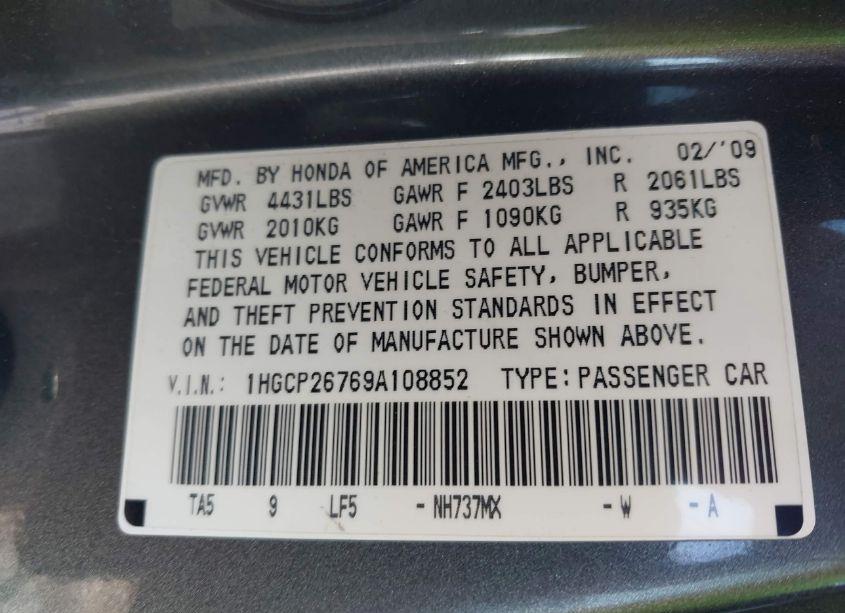 MFD. BY HONDA OF AMERICA MFG., INC. 02/'09
GVWR 4431LBS GAWR F 2403LBS R 2061LBS
GVWR 2010KG GAWR F 1090KG R 935KG
THIS VEHICLE CONFORMS TO ALL APPLICABLE
FEDERAL MOTOR VEHICLE SAFETY, BUMPER,
AND THEFT PREVENTION STANDARDS IN EFFECT
ON THE DATE OF MANUFACTURE SHOWN ABOVE.
V.I.N.: 1HGCP26769A108852 TYPE:PASSENGER CAR
TA5 9 LF5 -NH737MX -W -A